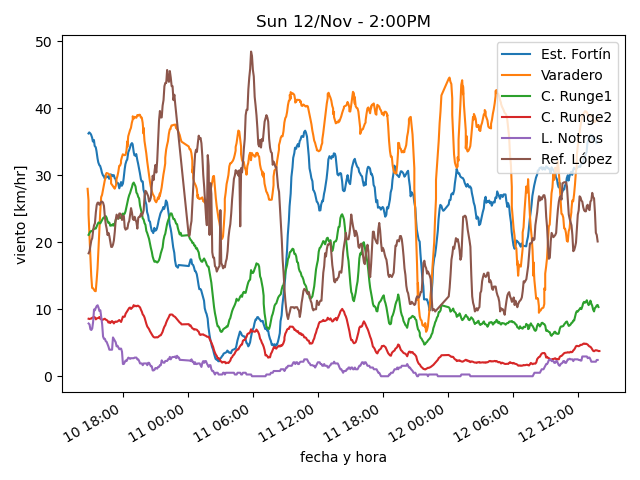 Sun 12/Nov - 2:00PM
50
40
30
20
10
0
viento [km/hr]
Est. Fortín
Varadero
C. Runge1
C. Runge2
L. Notros
Ref. López
10 18:00
11 00:00
11 06:00
11 12:00
11 18:00
12 00:00
12 06:00
12 12:00
fecha y hora